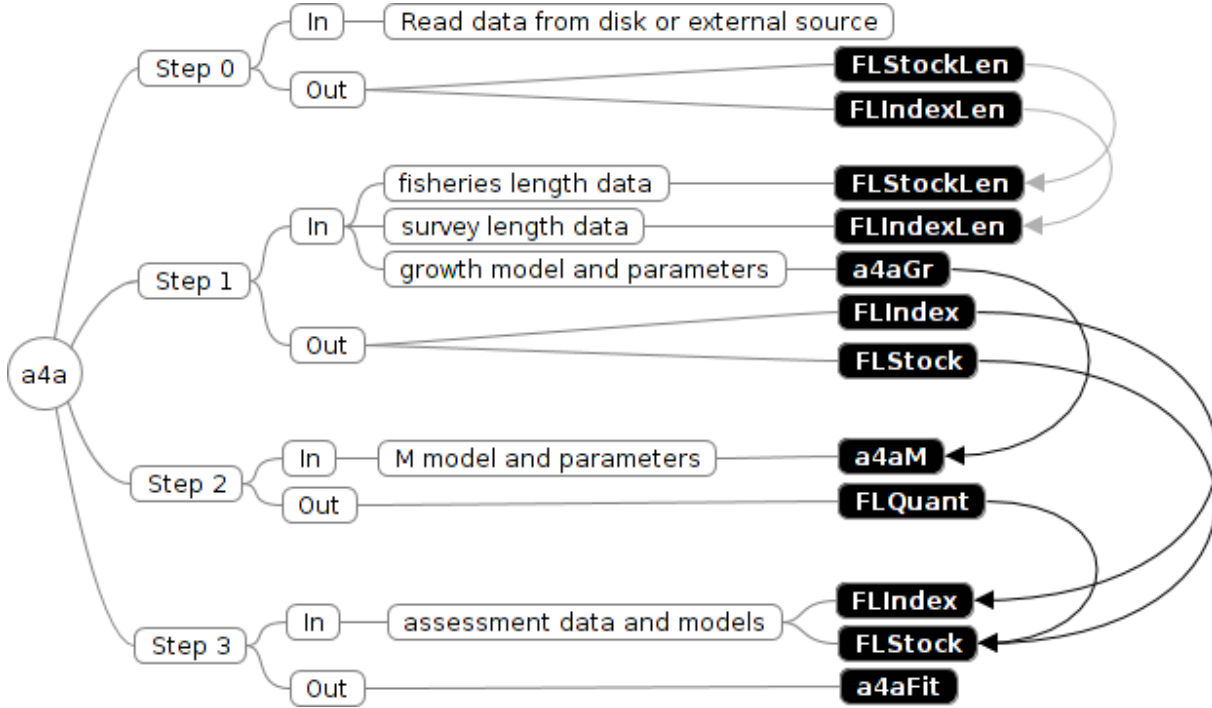 a4a
Step 0
In
Read data from disk or external source
Out
FLStockLen
FLIndexLen
Step 1
In
fisheries length data
FLStockLen
survey length data
FLIndexLen
growth model and parameters
a4aGr
Out
FLIndex
FLStock
Step 2
In
M model and parameters
a4aM
Out
FLQuant
Step 3
In
assessment data and models
FLIndex
FLStock
Out
a4aFit